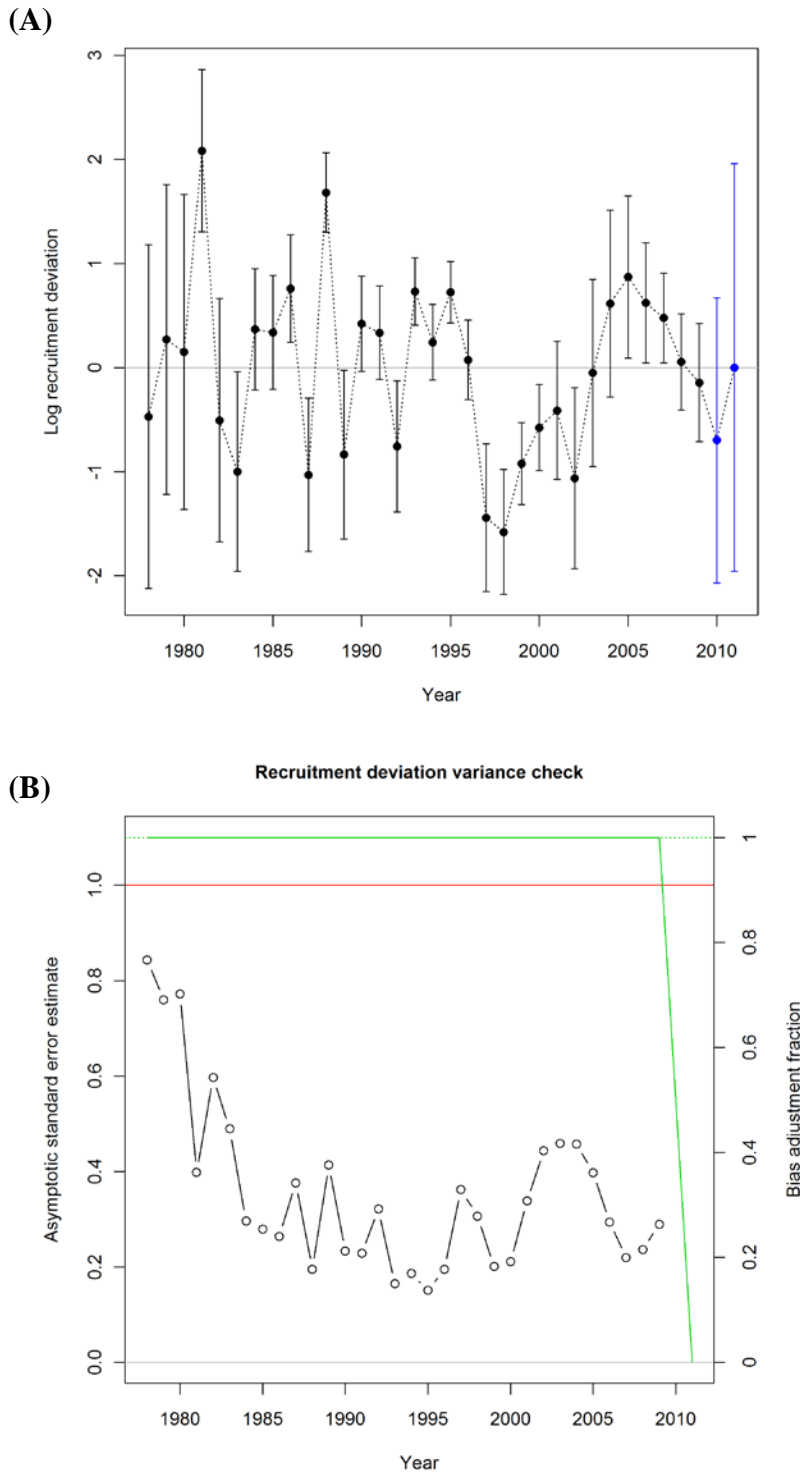 (A)
3
2
1
0
-1
-2
Log recruitment deviation
1980 1985 1990 1995 2000 2005 2010
Year
Recruitment deviation variance check
(B)
1.0
0.8
0.6
0.4
0.2
0.0
Asymptotic standard error estimate
1
0.8
0.6
0.4
0.2
0
Bias adjustment fraction
1980 1985 1990 1995 2000 2005 2010
Year